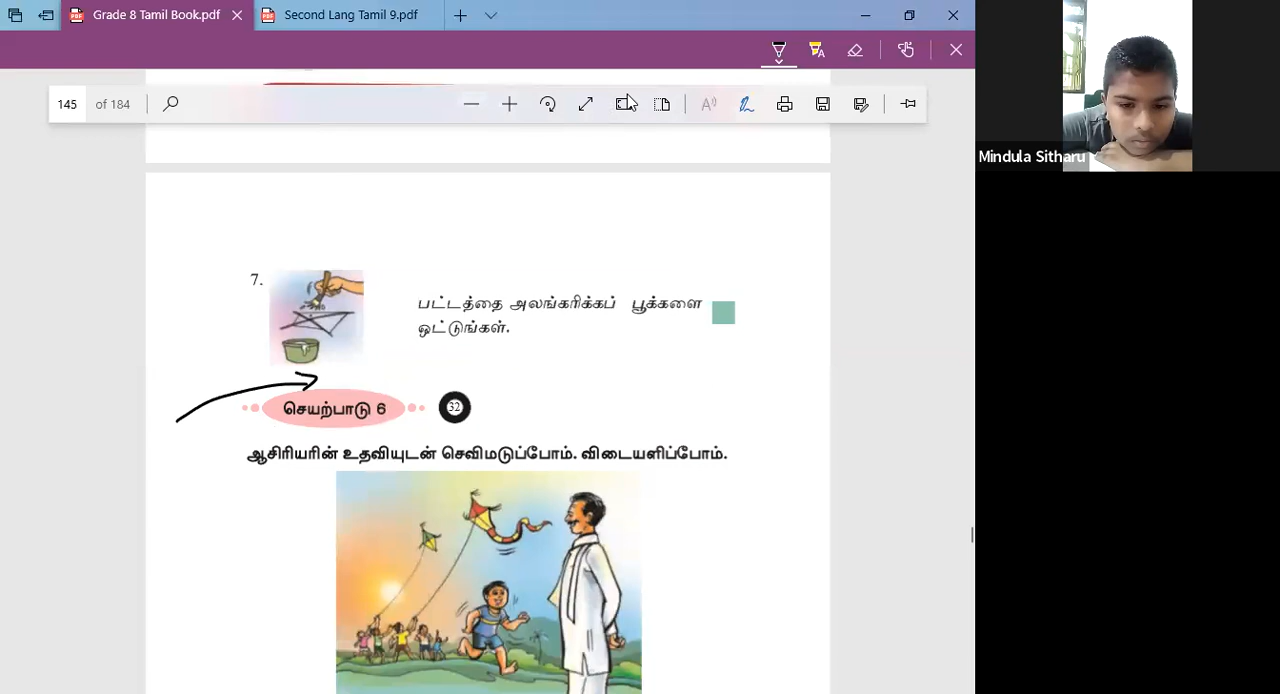 Grade 8 Tamil Book.pdf
Second Lang Tamil 9.pdf
145 of 184
Mindula Sitharu
7.
பட்டத்தை அலங்கரிக்கப் பூக்களை
ஒட்டுங்கள்.
செயற்பாடு 6
32
ஆசிரியரின் உதவியுடன் செவிமடுப்போம். விடையளிப்போம்.